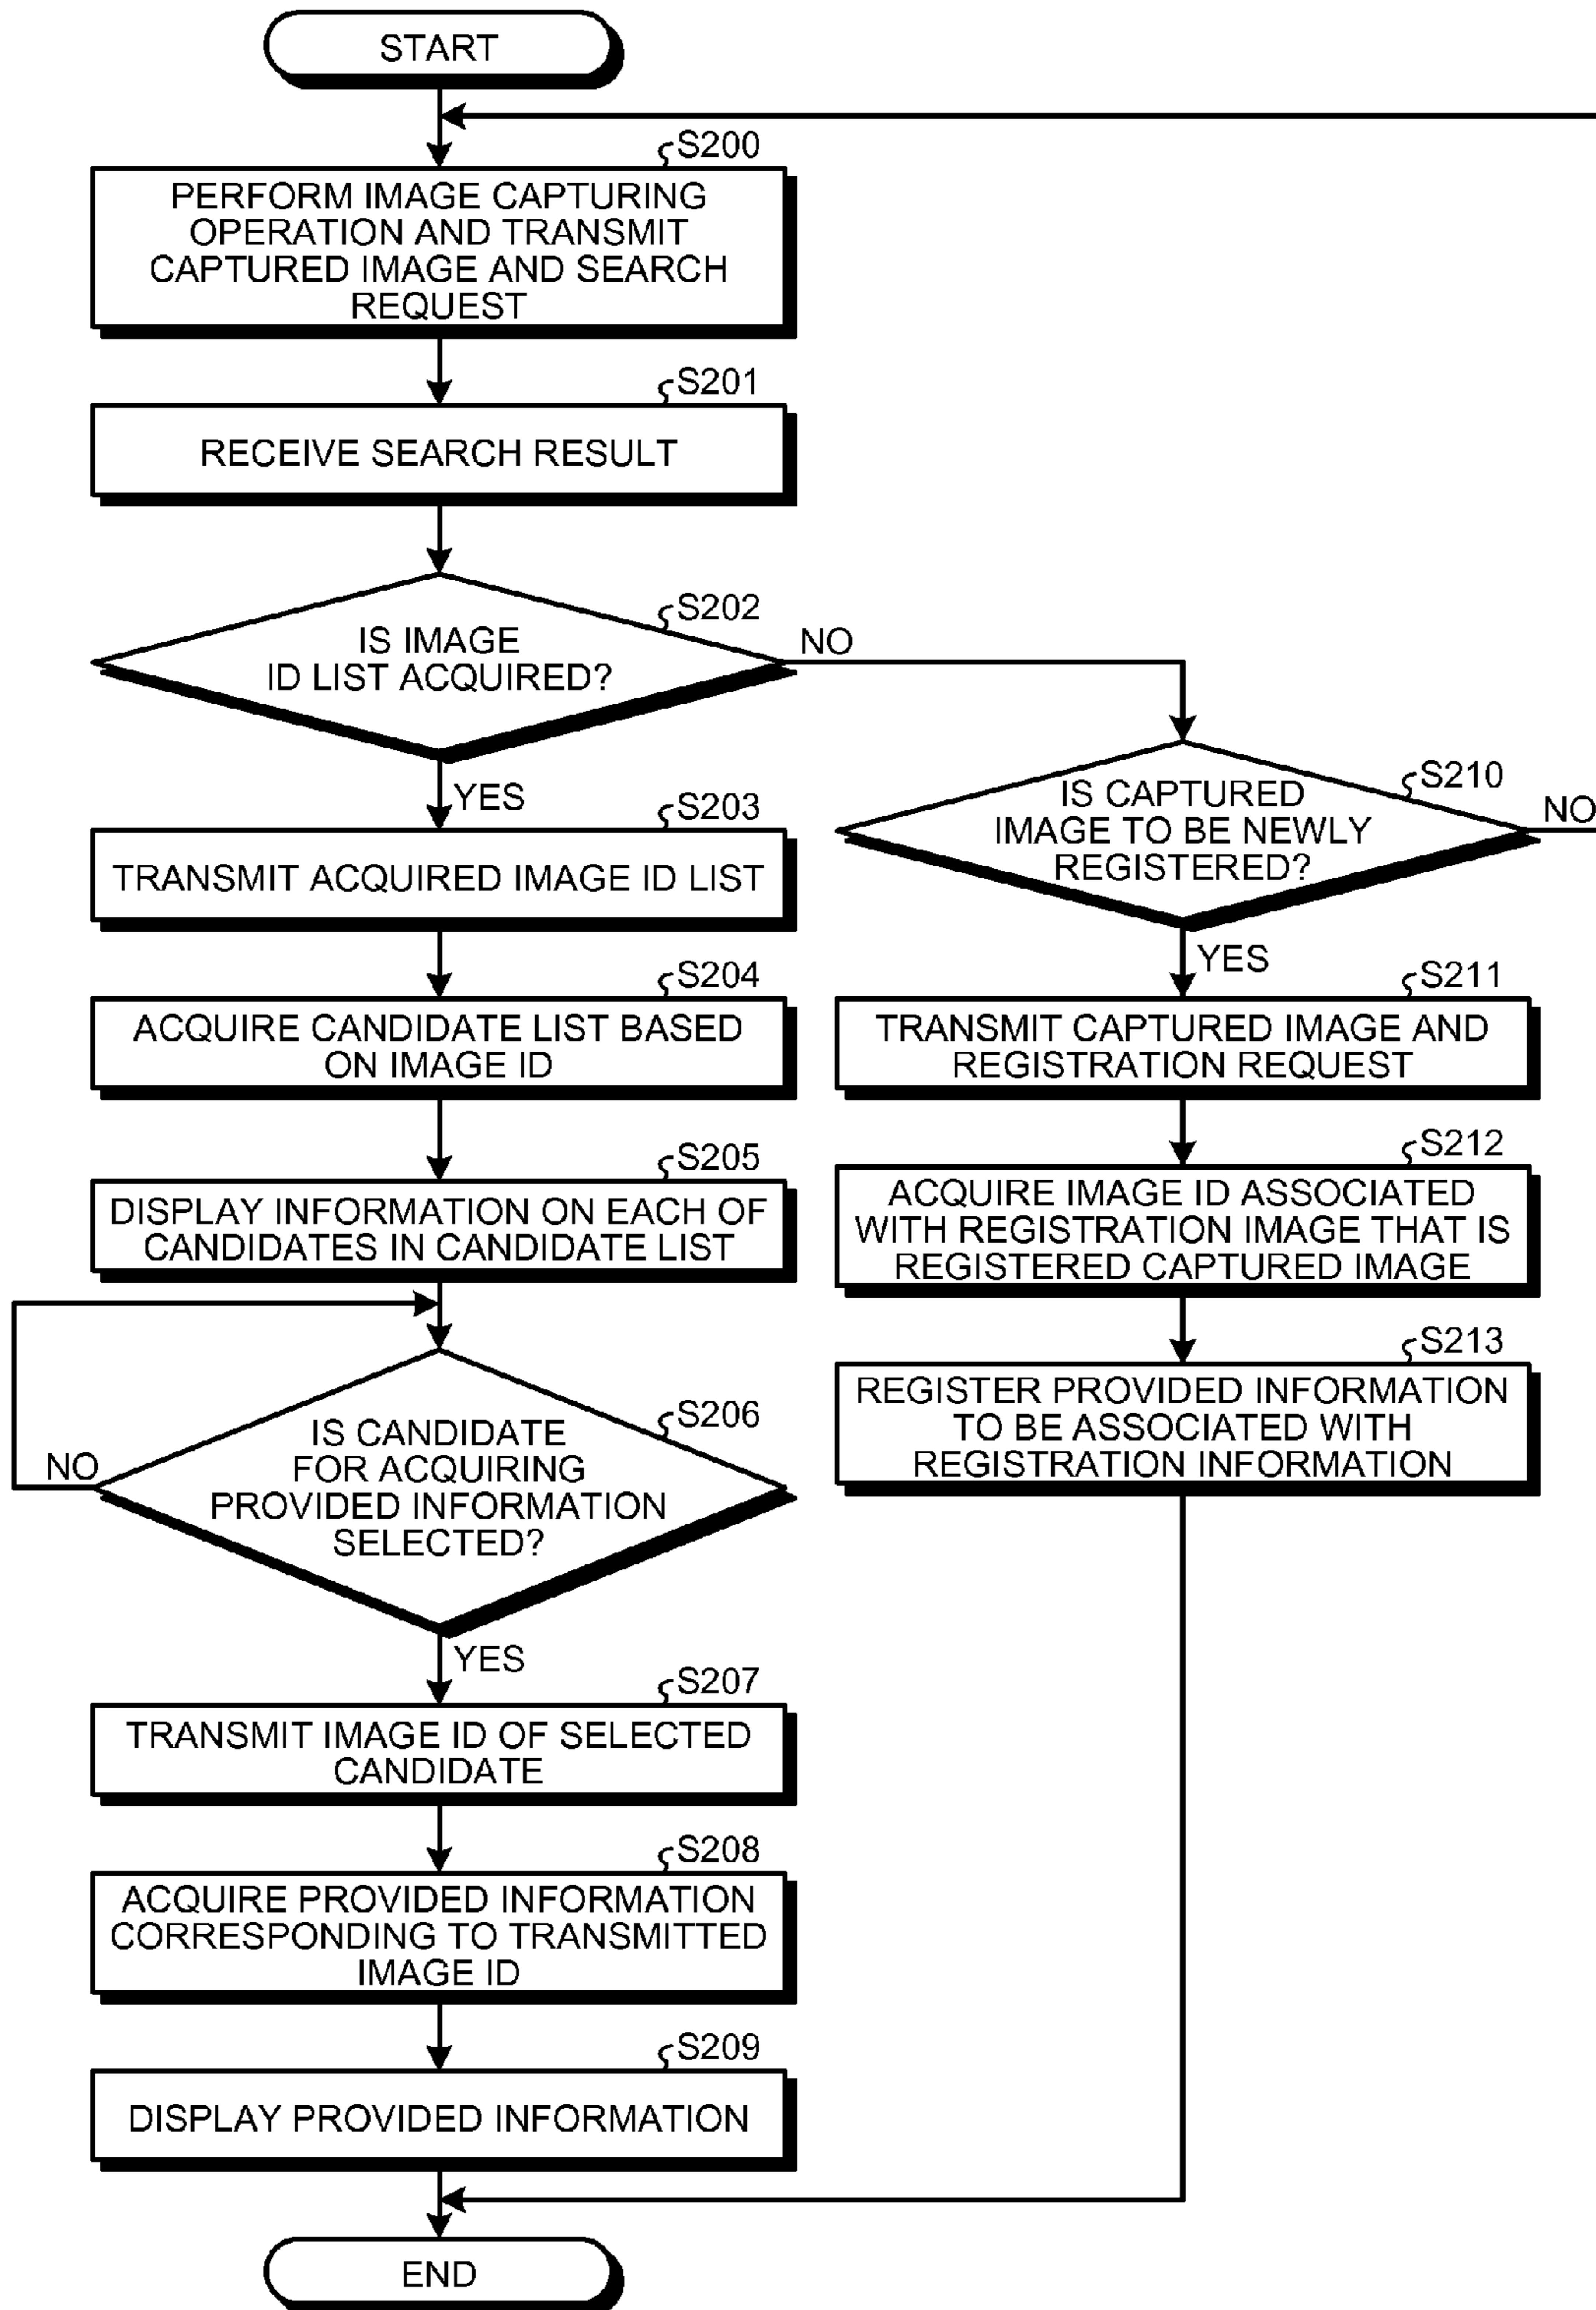 START
S200
PERFORM IMAGE CAPTURING
OPERATION AND TRANSMIT
CAPTURED IMAGE AND SEARCH
REQUEST
S201
RECEIVE SEARCH RESULT
S202
IS IMAGE
ID LIST ACQUIRED?
NO
YES
S203
TRANSMIT ACQUIRED IMAGE ID LIST
S204
ACQUIRE CANDIDATE LIST BASED
ON IMAGE ID
S205
DISPLAY INFORMATION ON EACH OF
CANDIDATES IN CANDIDATE LIST
S206
IS CANDIDATE
FOR ACQUIRING
PROVIDED INFORMATION
SELECTED?
NO
YES
S207
TRANSMIT IMAGE ID OF SELECTED
CANDIDATE
S208
ACQUIRE PROVIDED INFORMATION
CORRESPONDING TO TRANSMITTED
IMAGE ID
S209
DISPLAY PROVIDED INFORMATION
END
S210
IS CAPTURED
IMAGE TO BE NEWLY
REGISTERED?
NO
YES
S211
TRANSMIT CAPTURED IMAGE AND
REGISTRATION REQUEST
S212
ACQUIRE IMAGE ID ASSOCIATED
WITH REGISTRATION IMAGE THAT IS
REGISTERED CAPTURED IMAGE
S213
REGISTER PROVIDED INFORMATION
TO BE ASSOCIATED WITH
REGISTRATION INFORMATION